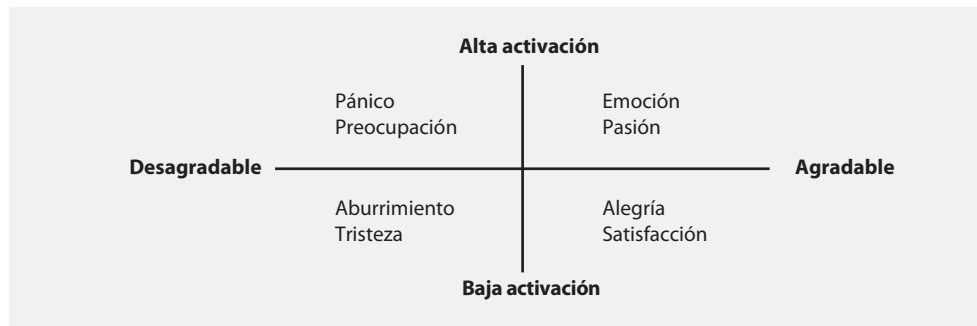 Alta activación
Pánico
Preocupación
Emoción
Pasión
Desagradable
Agradable
Aburrimiento
Tristeza
Alegría
Satisfacción
Baja activación